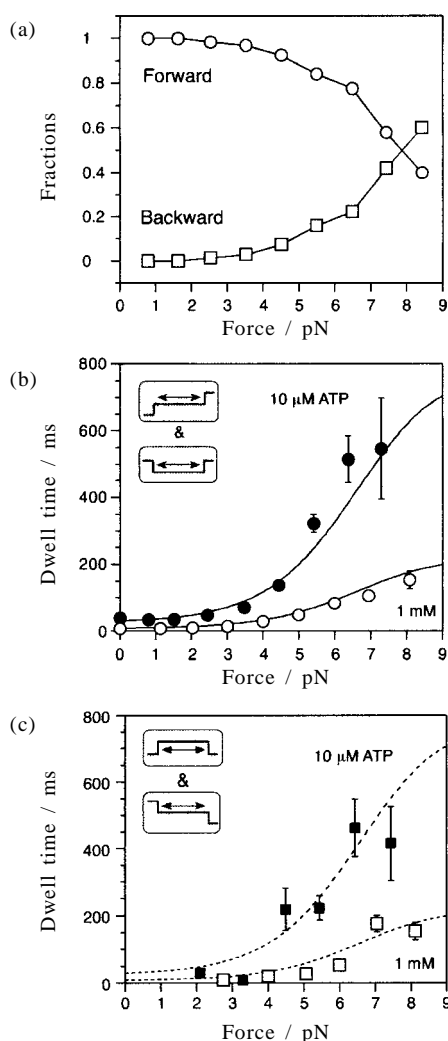 (a)
1
0.8
0.6
0.4
0.2
0
Forward
Backward
Fractions
0 1 2 3 4 5 6 7 8 9
Force / pN
(b)
800
600
400
200
0
&
10 μM ATP
1 mM
Dwell time / ms
0 1 2 3 4 5 6 7 8 9
Force / pN
(c)
800
600
400
200
0
&
10 μM ATP
1 mM
Dwell time / ms
0 1 2 3 4 5 6 7 8 9
Force / pN